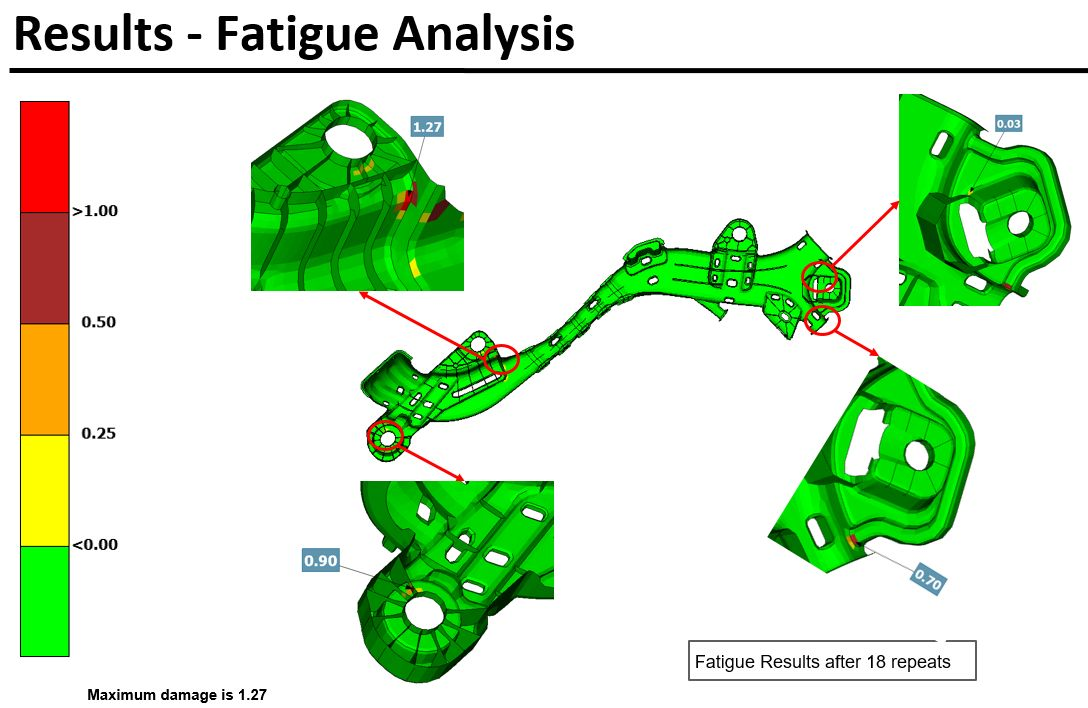 Results - Fatigue Analysis
1.27
0.03
>1.00
0.50
0.25
<0.00
0.90
0.70
Fatigue Results after 18 repeats
Maximum damage is 1.27